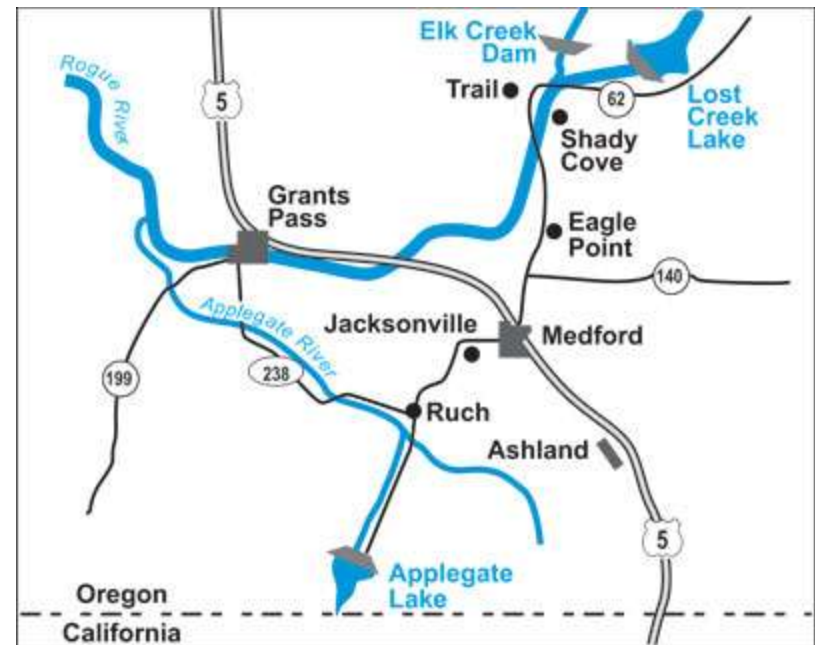 Elk Creek
Dam
Rogue River
5
Trail
62
Lost
Creek
Lake
Shady
Cove
Grants
Pass
Eagle
Point
140
Applegate River
Jacksonville
Medford
199
238
Ruch
Ashland
5
Applegate
Lake
Oregon
California